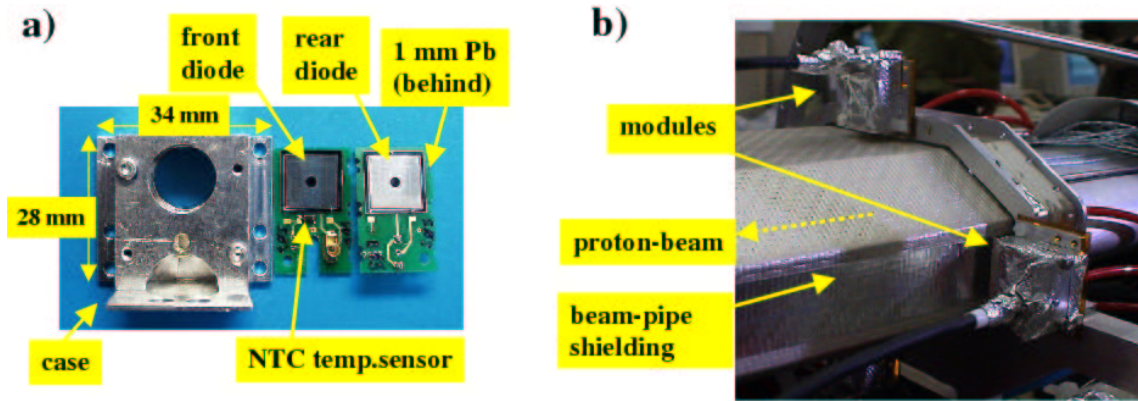 a)
front
diode
rear
diode
1 mm Pb
(behind)
34 mm
28 mm
case
NTC temp.sensor
b)
modules
proton-beam
beam-pipe
shielding